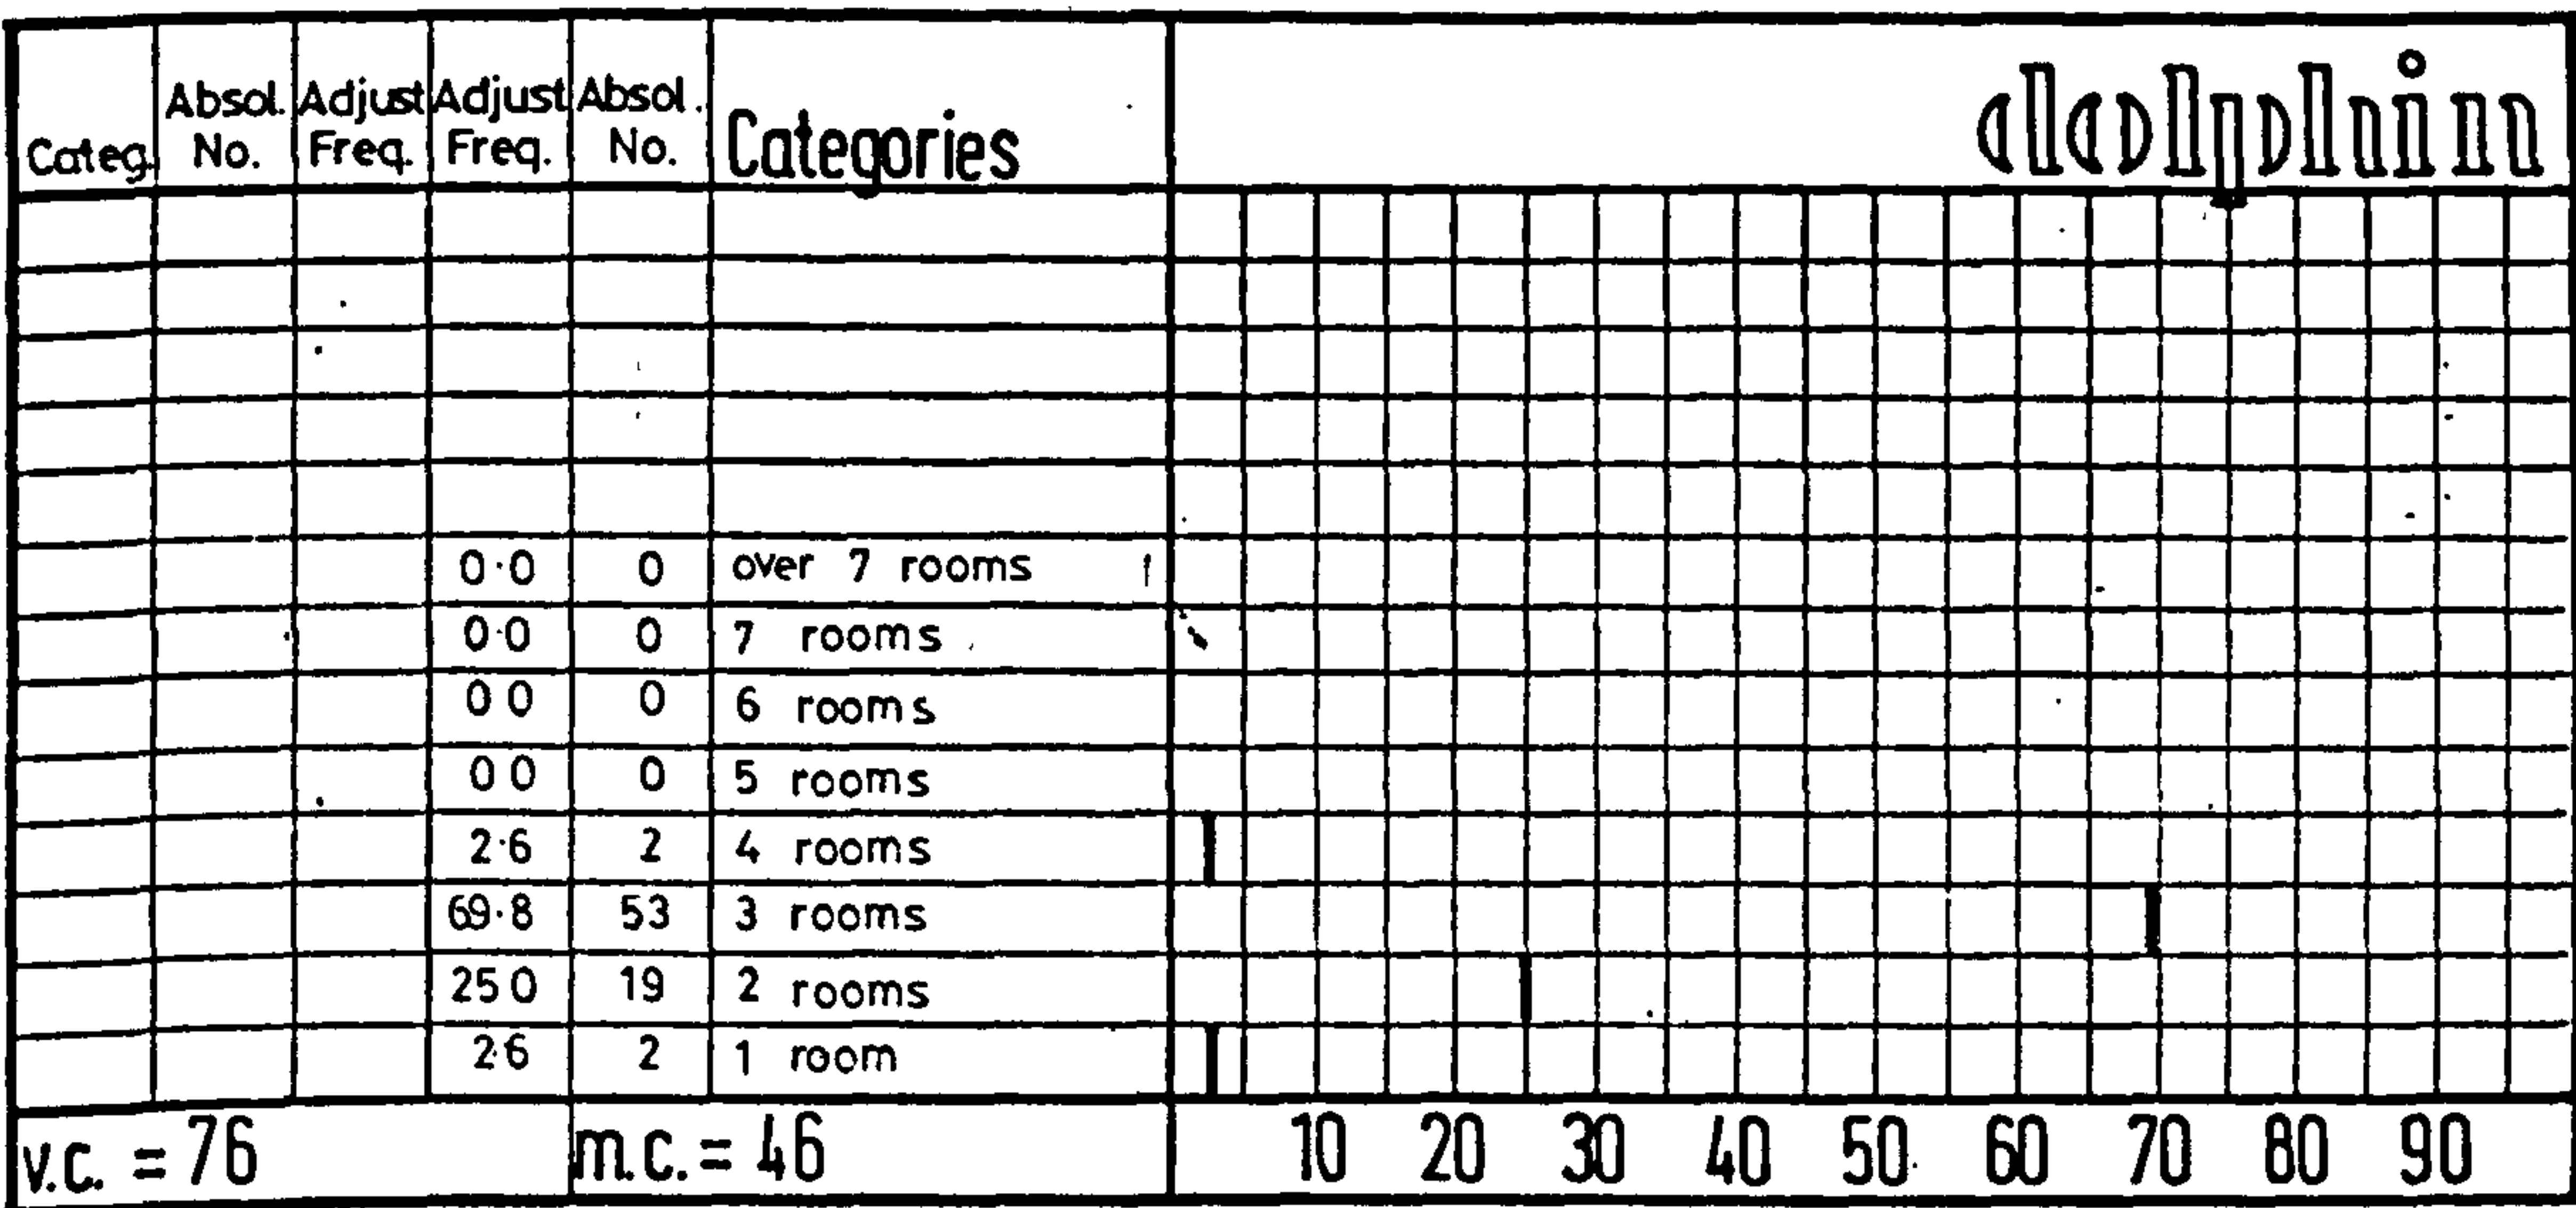 Categ. Absol. No. Adjust Freq. Adjust Freq. Absol. No. Categories
0·0 0 over 7 rooms
0·0 0 7 rooms
0 0 0 6 rooms
0 0 0 5 rooms
2·6 2 4 rooms
69·8 53 3 rooms
25 0 19 2 rooms
2·6 2 1 room
v.c. = 76 m.c. = 46 10 20 30 40 50 60 70 80 90